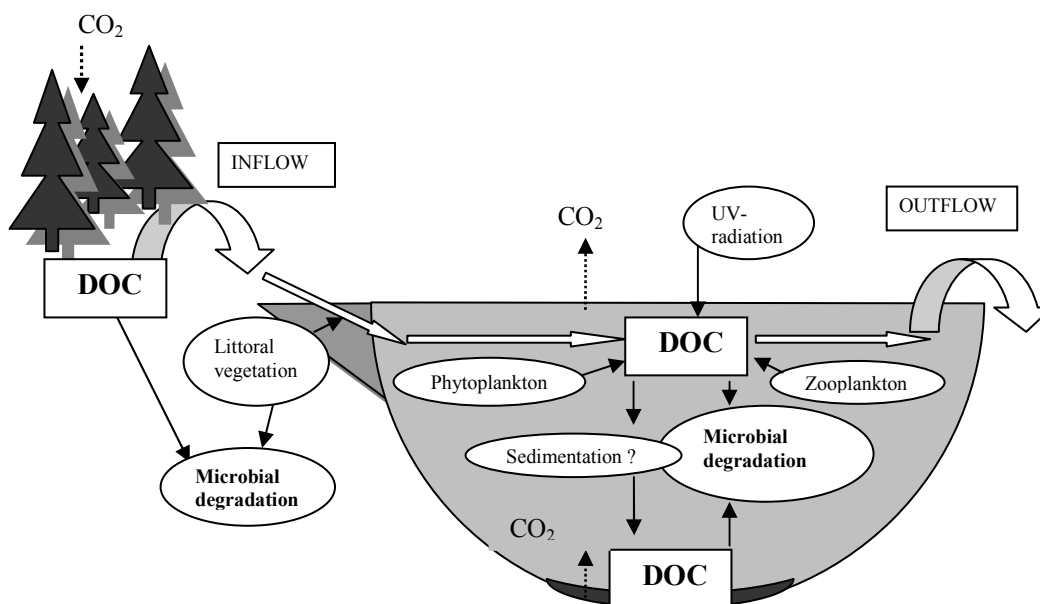 CO₂
INFLOW
DOC
CO₂
UV-
radiation
OUTFLOW
Littoral
vegetation
DOC
Phytoplankton
Zooplankton
Microbial
degradation
Sedimentation ?
Microbial
degradation
CO₂
DOC